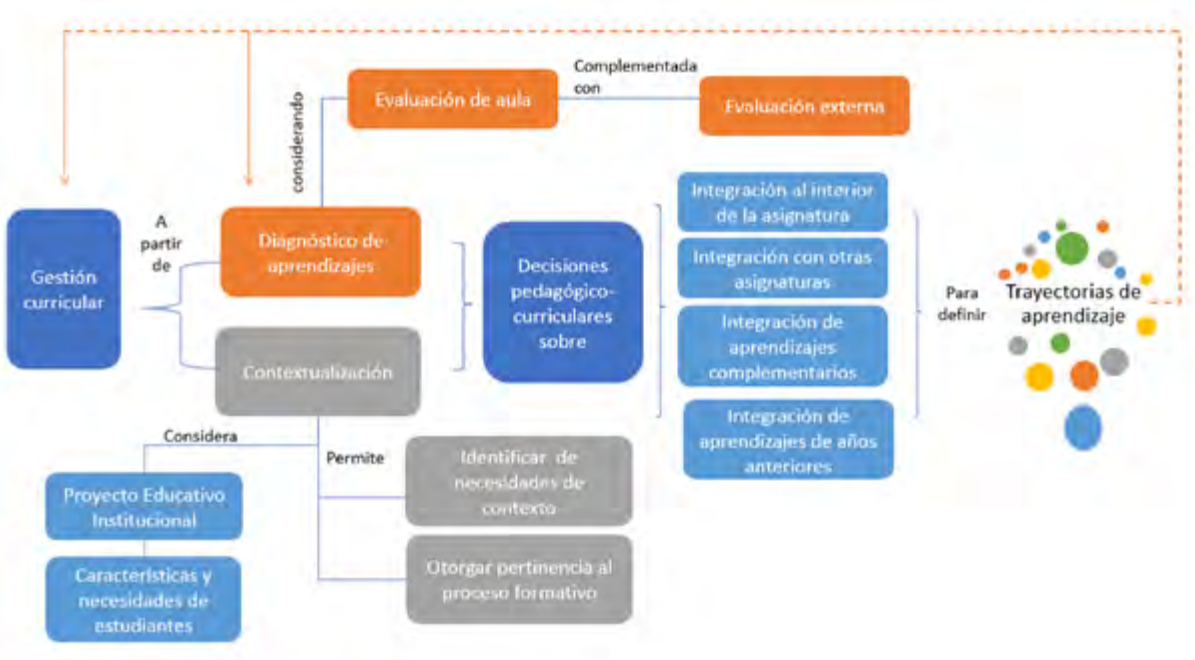 Complementada
con
Evaluación de aula
Evaluación externa
considerando
Gestión
curricular
A
partir
de
Diagnóstico de
aprendizajes
Contextualización
Decisiones
pedagógico-
curriculares
sobre
Integración al interior
de la asignatura
Integración con otras
asignaturas
Integración de
aprendizajes
complementarios
Integración de
aprendizajes de años
anteriores
Para
definir
Trayectorias de
aprendizaje
Considera
Permite
Proyecto Educativo
Institucional
Características y
necesidades de
estudiantes
Identificar de
necesidades de
contexto
Otorgar pertinencia al
proceso formativo